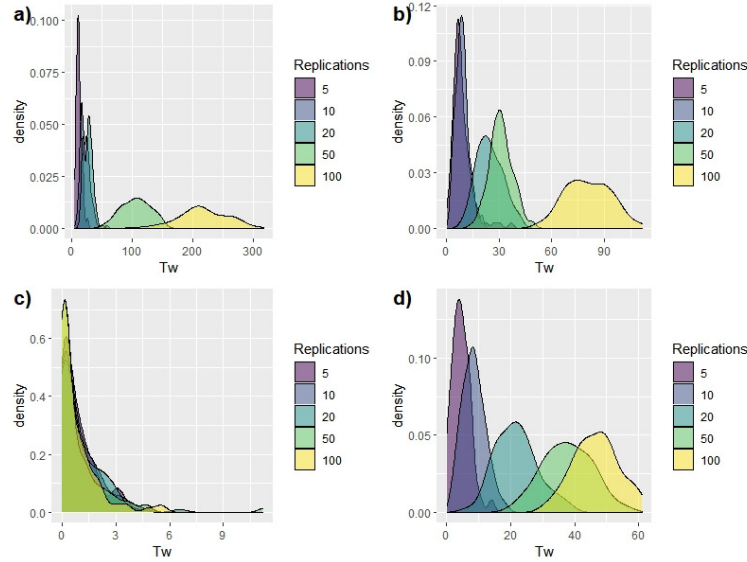 a)
density
0.100
0.075
0.050
0.025
0.000
0 100 200 300
Tw
Replications
5
10
20
50
100
b)
density
0.12
0.09
0.06
0.03
0.00
0 30 60 90
Tw
Replications
5
10
20
50
100
c)
density
0.6
0.4
0.2
0.0
0 3 6 9
Tw
Replications
5
10
20
50
100
d)
density
0.10
0.05
0.00
0 20 40 60
Tw
Replications
5
10
20
50
100